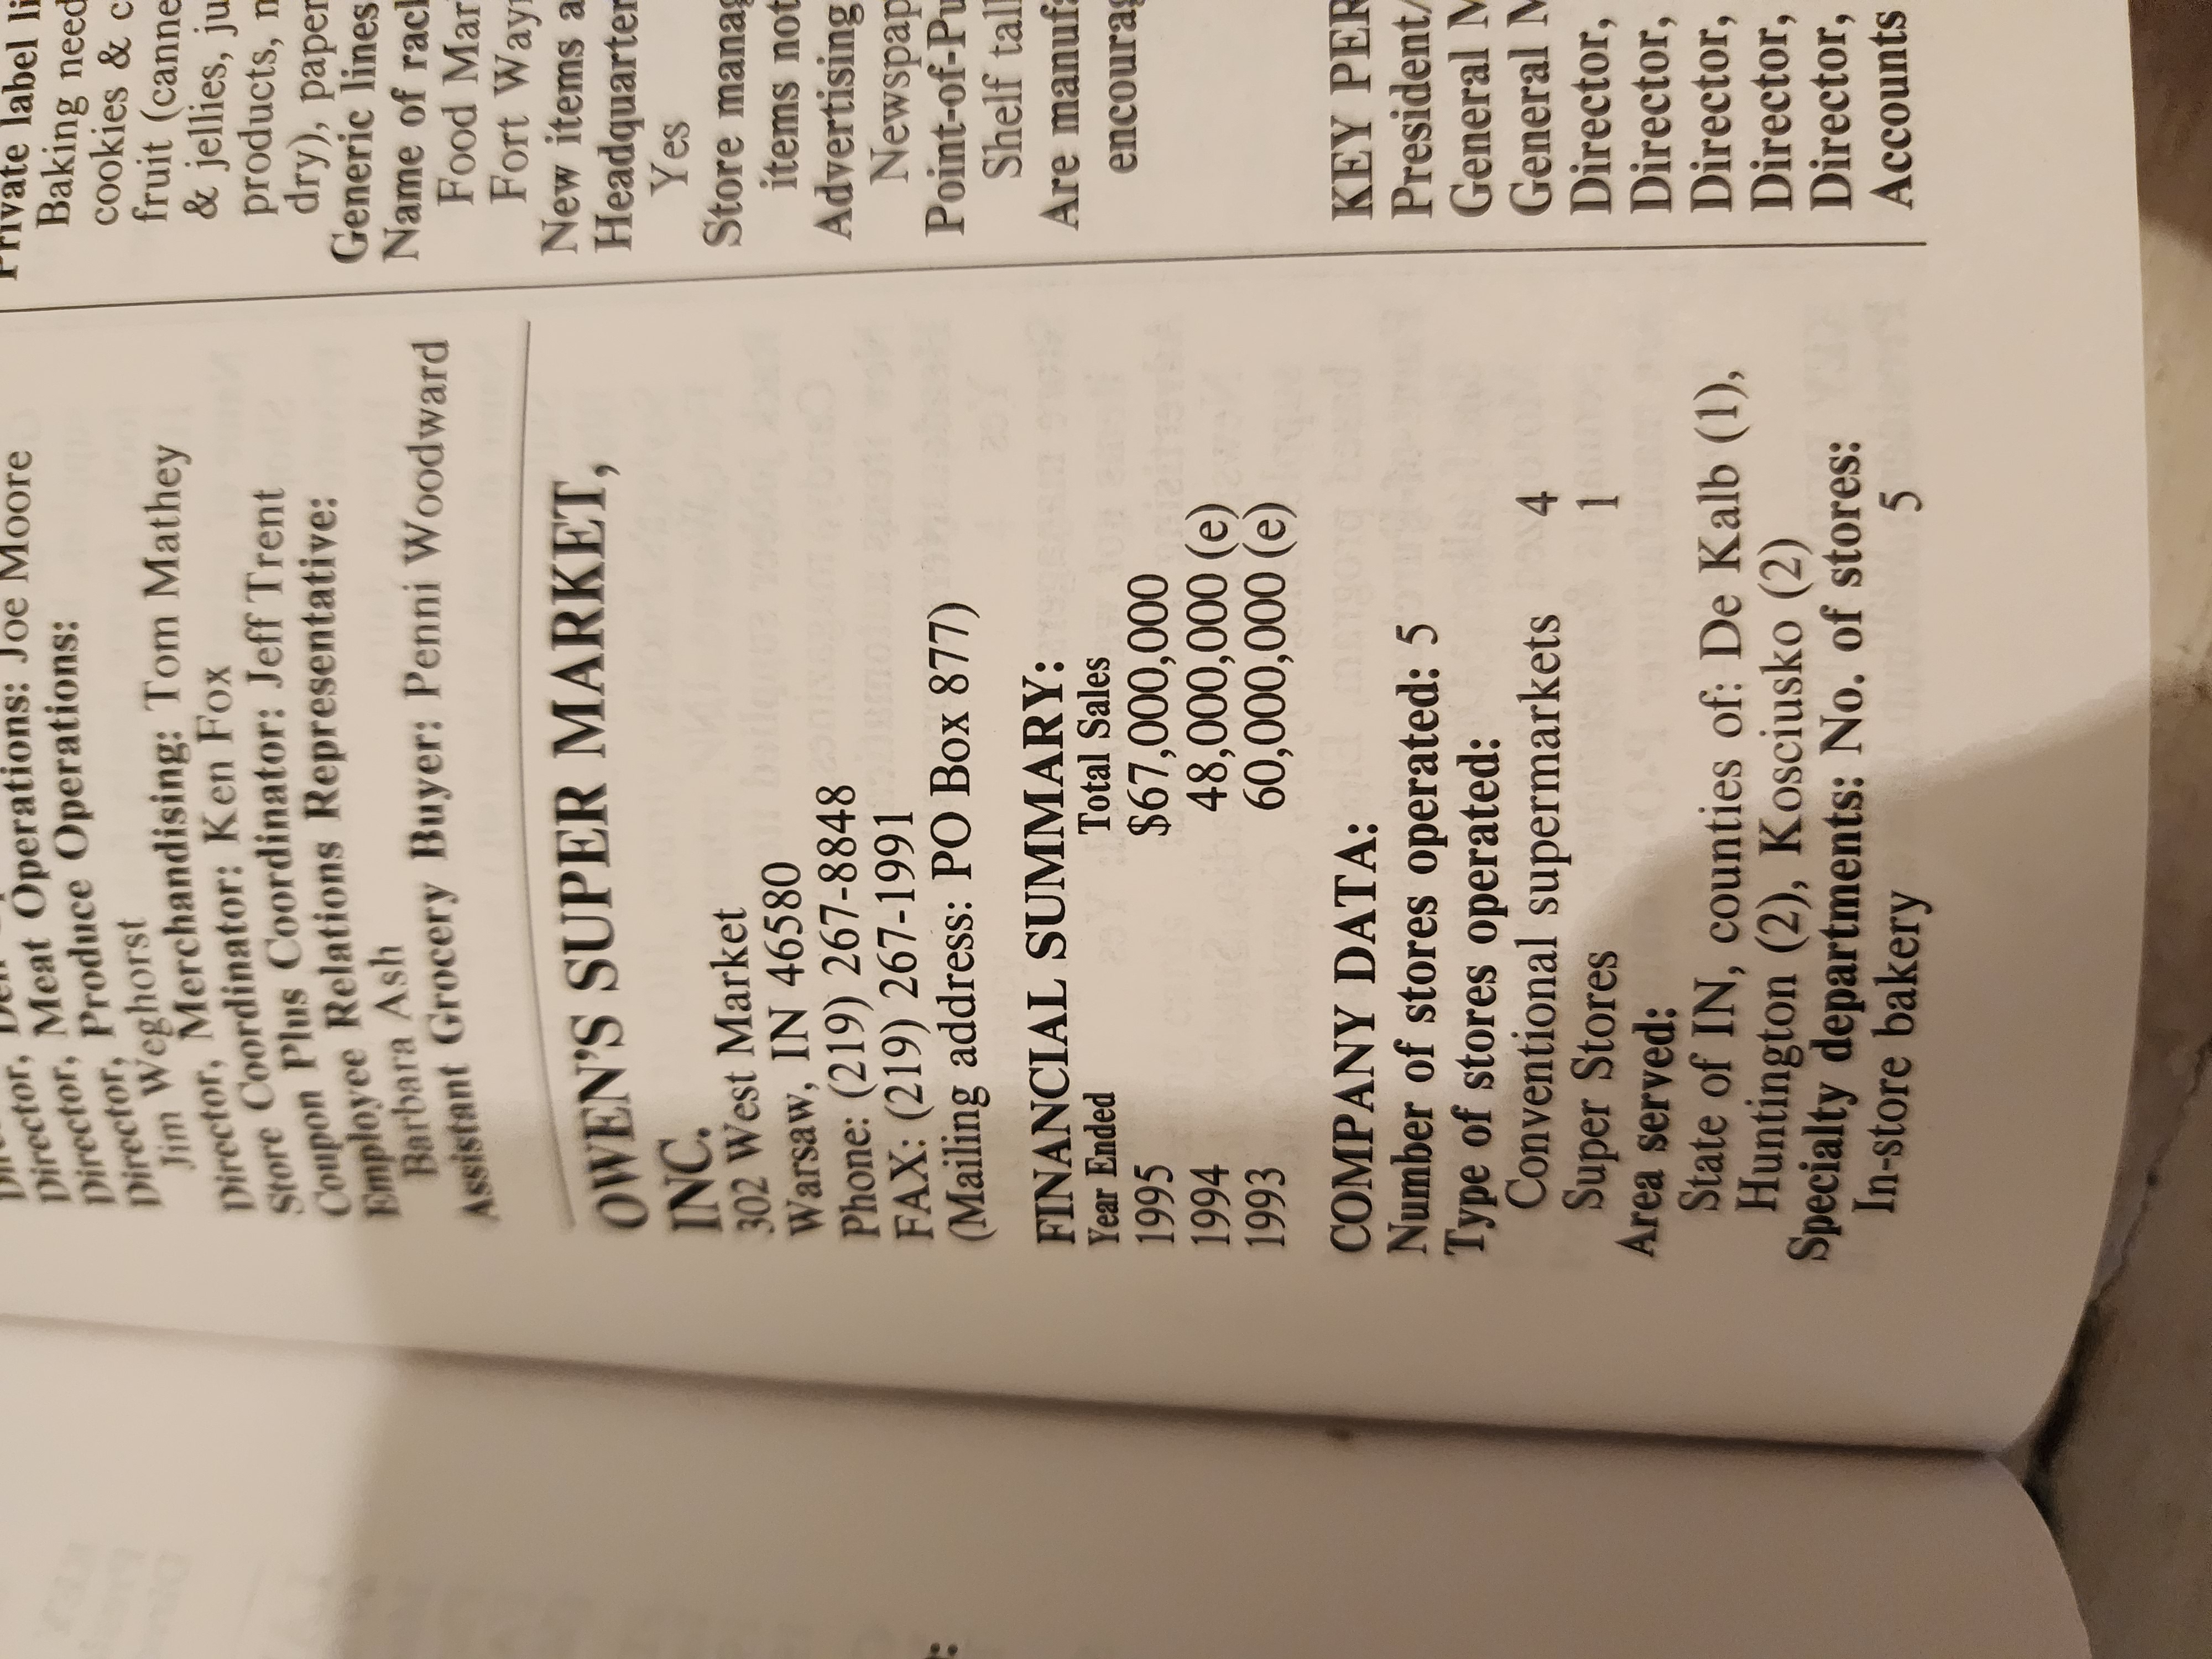 Director, Meat Operations: Joe Moore
Director, Produce Operations:
Jim Weghorst
Director, Merchandising: Tom Mathey
Store Coordinator: Ken Fox
Coupon Plus Coordinator: Jeff Trent
Employee Relations Representative:
Barbara Ash
Assistant Grocery Buyer: Penni Woodward
OWEN'S SUPER MARKET,
INC.
302 West Market
Warsaw, IN 46580
Phone: (219) 267-8848
FAX: (219) 267-1991
(Mailing address: PO Box 877)
FINANCIAL SUMMARY:
Year Ended Total Sales
1995 $67,000,000
1994 48,000,000 (e)
1993 60,000,000 (e)
COMPANY DATA:
Number of stores operated: 5
Type of stores operated:
Conventional supermarkets 4
Super Stores 1
Area served:
State of IN, counties of: De Kalb (1),
Huntington (2), Kosciusko (2)
Specialty departments: No. of stores:
In-store bakery 5
Private label
Baking need
cookies & c
fruit (canne
& jellies, ju
products, m
dry), paper
Generic lines
Name of rack
Food Mar
Fort Wayn
New items a
Headquarter
Yes
Store manag
items not
Advertising
Newspap
Point-of-Pu
Shelf talk
Are manufa
encourag
KEY PER
President/
General M
General M
Director,
Director,
Director,
Director,
Director,
Accounts